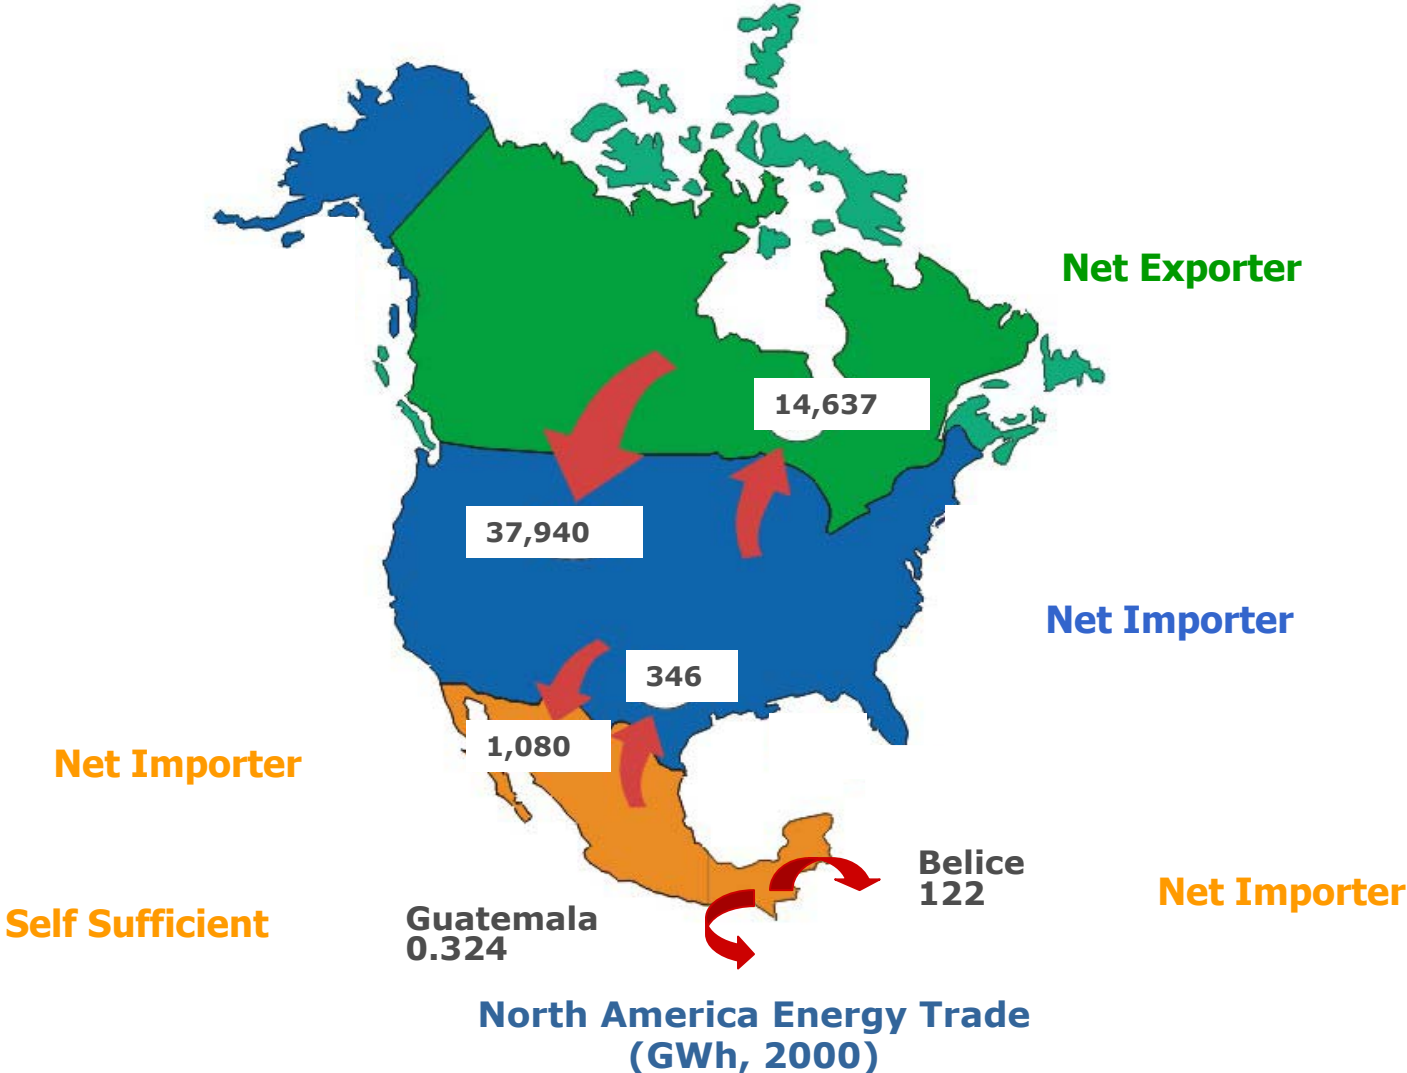 Net Exporter
14,637
37,940
Net Importer
346
1,080
Net Importer
Belice
122
Net Importer
Self Sufficient
Guatemala
0.324
North America Energy Trade
(GWh, 2000)